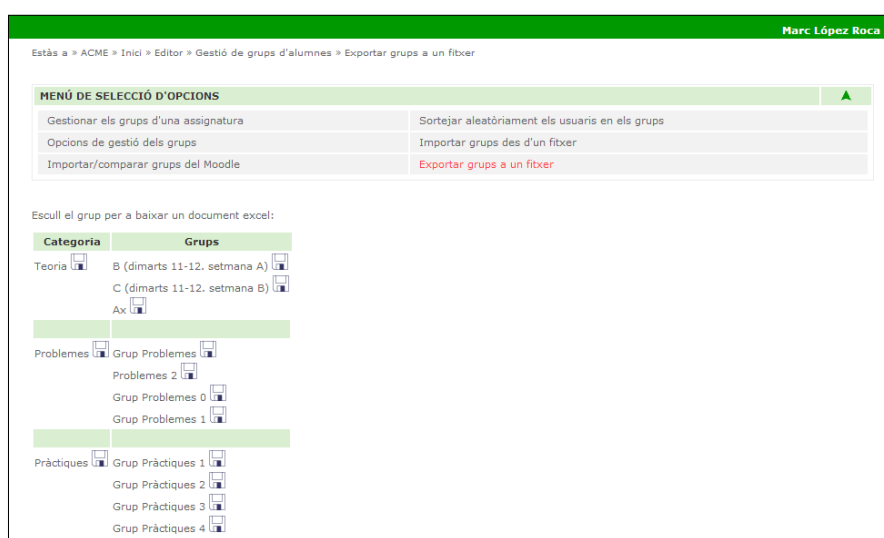 Marc López Roca
Estàs a » ACME » Inici » Editor » Gestió de grups d'alumnes » Exportar grups a un fitxer
MENÚ DE SELECCIÓ D'OPCIONS
Gestionar els grups d'una assignatura Sortejar aleatòriament els usuaris en els grups
Opcions de gestió dels grups Importar grups des d'un fitxer
Importar/comparar grups del Moodle Exportar grups a un fitxer
Escull el grup per a baixar un document excel:
Categoria Grups
Teoria B (dimarts 11-12. setmana A)
C (dimarts 11-12. setmana B)
Ax
Problemes Grup Problemes
Problemes 2
Grup Problemes 0
Grup Problemes 1
Pràctiques Grup Pràctiques 1
Grup Pràctiques 2
Grup Pràctiques 3
Grup Pràctiques 4